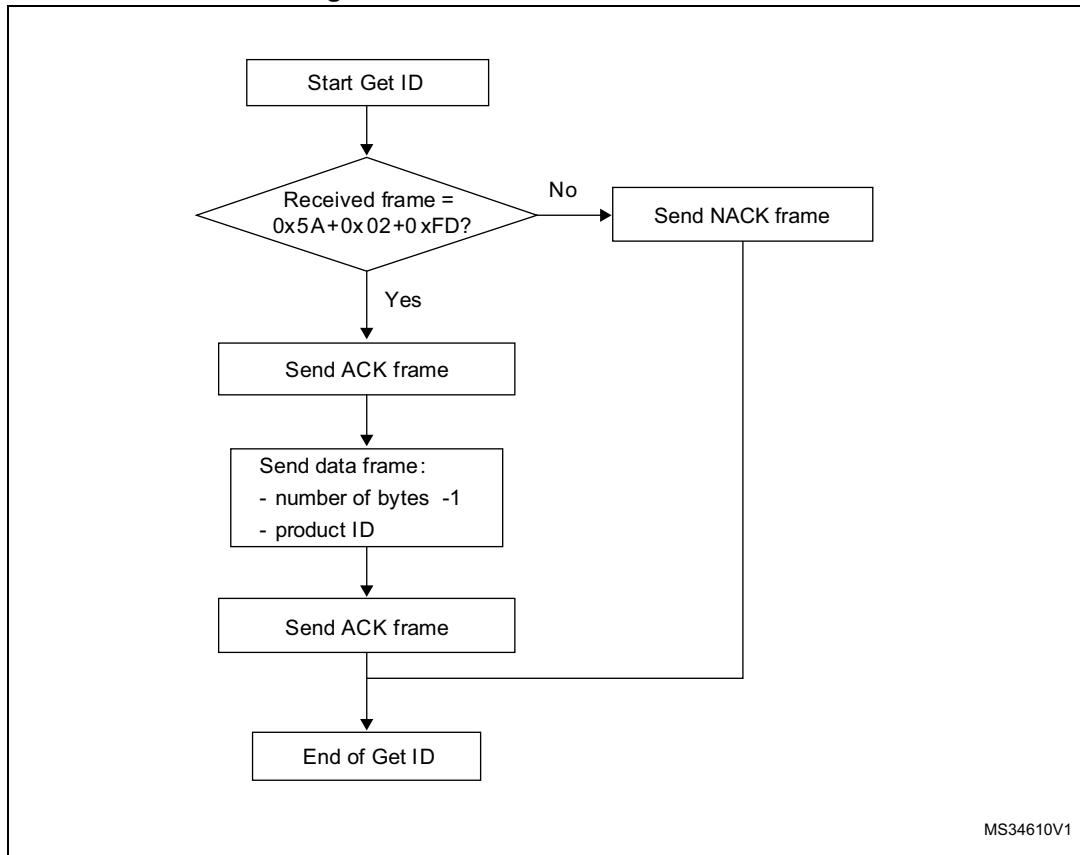 Start Get ID
Received frame =
0x5A+0x02+0xFD?
No
Send NACK frame
Yes
Send ACK frame
Send data frame:
- number of bytes -1
- product ID
Send ACK frame
End of Get ID
MS34610V1